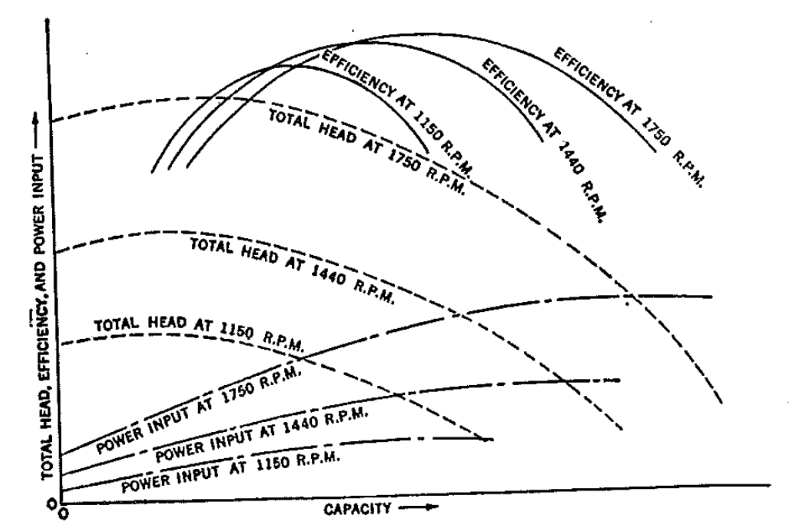 EFFICIENCY AT 1150 R.P.M.
EFFICIENCY AT 1440 R.P.M.
EFFICIENCY AT 1750 R.P.M.
TOTAL HEAD AT 1750 R.P.M.
TOTAL HEAD AT 1440 R.P.M.
TOTAL HEAD AT 1150 R.P.M.
POWER INPUT AT 1750 R.P.M.
POWER INPUT AT 1440 R.P.M.
POWER INPUT AT 1150 R.P.M.
TOTAL HEAD, EFFICIENCY, AND POWER INPUT
0
0
CAPACITY